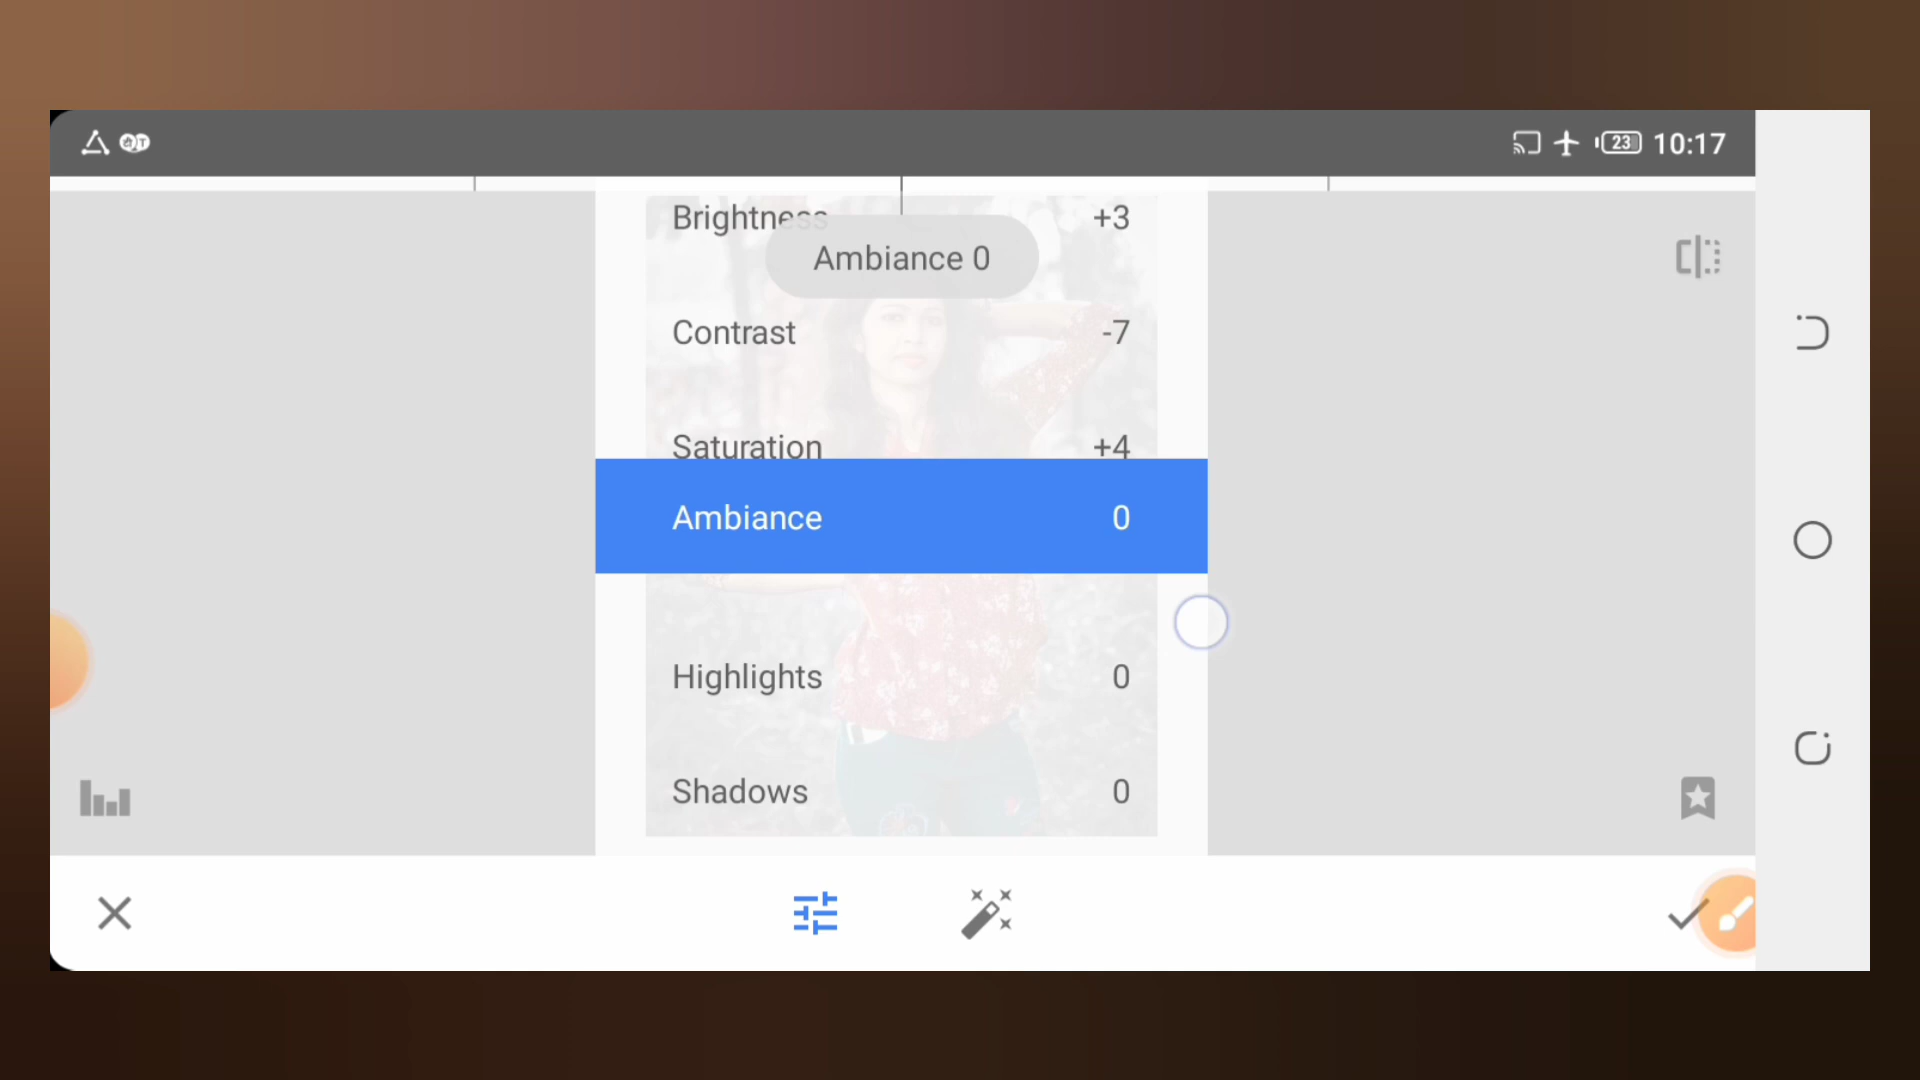 23 10:17
Brightness +3
Ambiance 0
Contrast -7
Saturation +4
Ambiance 0
Highlights 0
Shadows 0